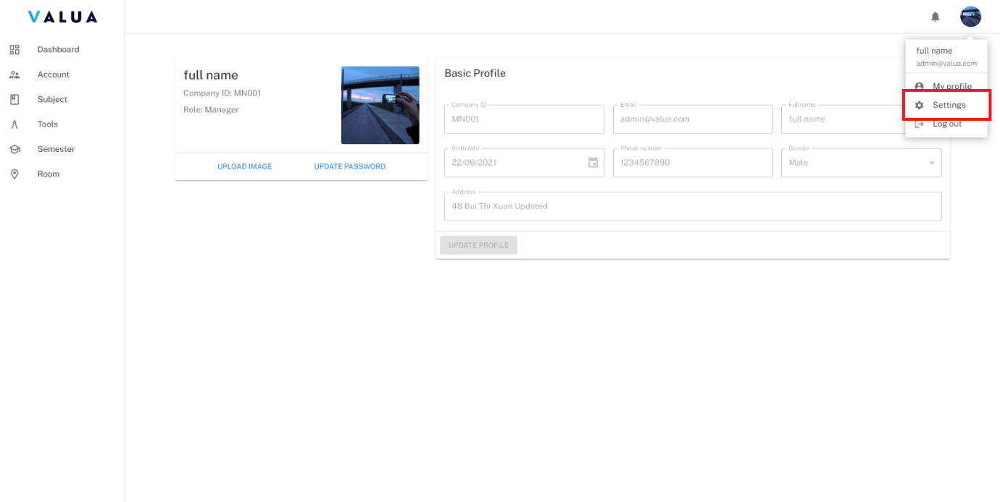 VALUA
Dashboard
Account
Subject
Tools
Semester
Room
full name
admin@valua.com
My profile
Settings
Log out
full name
Company ID: MN001
Role: Manager
UPLOAD IMAGE
UPDATE PASSWORD
Basic Profile
Company ID
MN001
Email
admin@valua.com
Fullname
full name
Birthdate
22/09/2021
Phone number
1234567890
Gender
Male
Address
48 Bui Thi Xuan Updated
UPDATE PROFILE